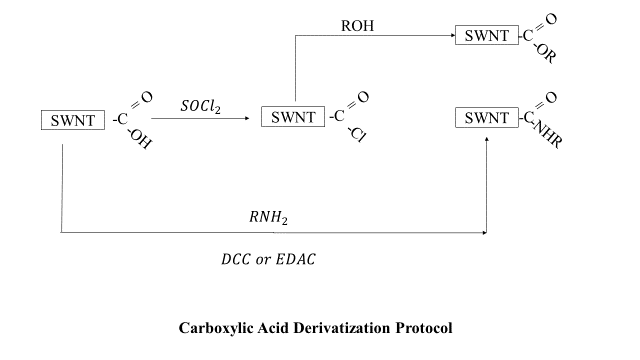 ROH
SWNT -C =O -OR
SOCl₂
SWNT -C =O -OH
SWNT -C =O -Cl
SWNT -C =O -NHR
RNH₂
DCC or EDAC
Carboxylic Acid Derivatization Protocol